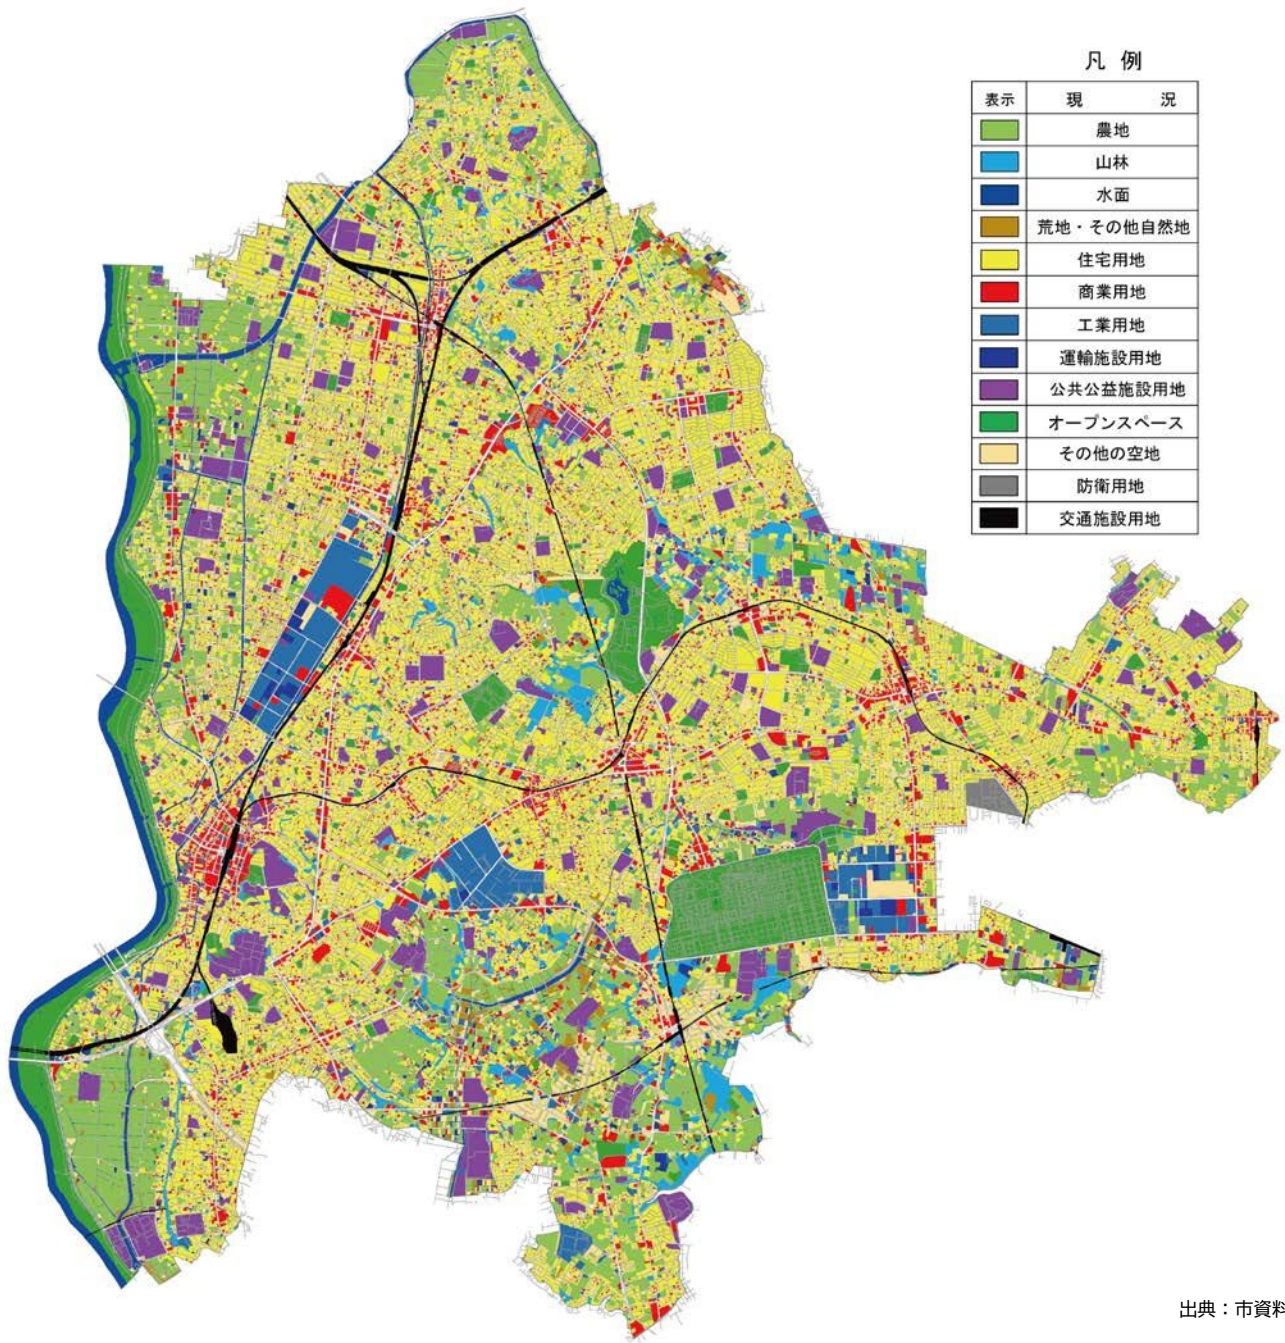 凡 例
表示 現 況
農地
山林
水面
荒地・その他自然地
住宅用地
商業用地
工業用地
運輸施設用地
公共公益施設用地
オープンスペース
その他の空地
防衛用地
交通施設用地
出典：市資料